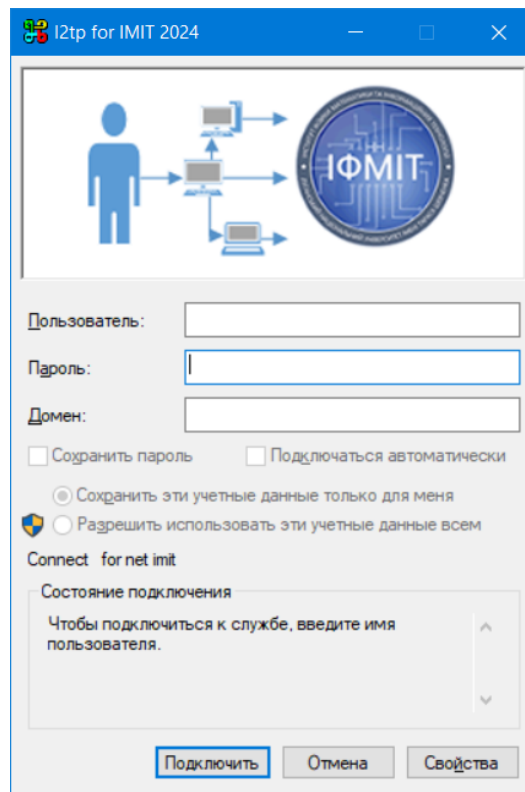 l2tp for IMIT 2024
ІФМІТ
Пользователь:
Пароль:
Домен:
Сохранить пароль Подключаться автоматически
Сохранить эти учетные данные только для меня
Разрешить использовать эти учетные данные всем
Connect for net imit
Состояние подключения
Чтобы подключиться к службе, введите имя
пользователя.
Подключить Отмена Свойства